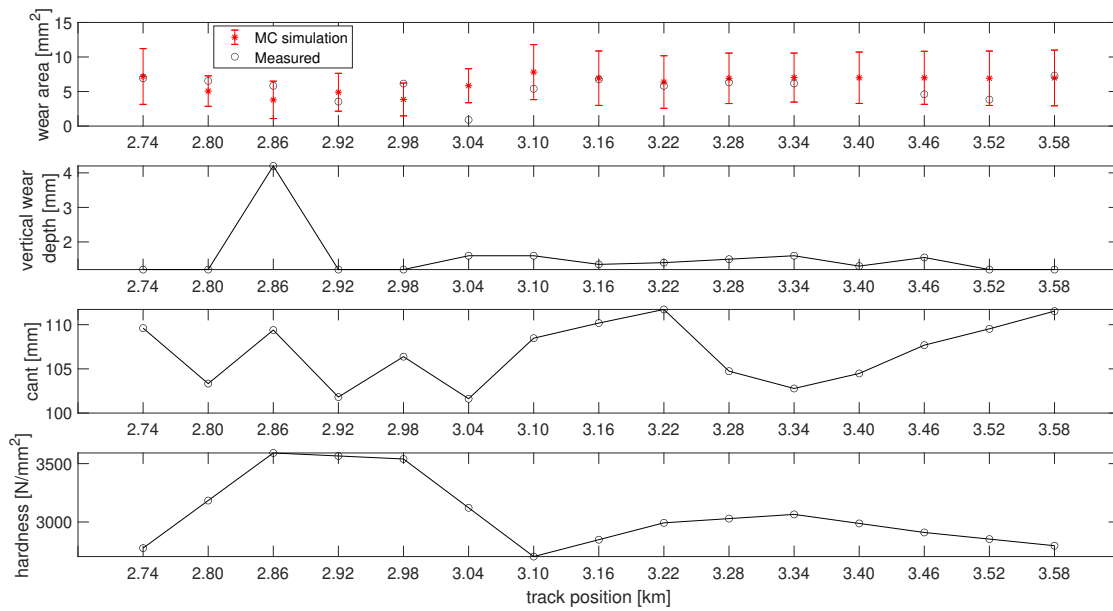 wear area [mm²]
15
10
5
0
MC simulation
Measured
2.74 2.80 2.86 2.92 2.98 3.04 3.10 3.16 3.22 3.28 3.34 3.40 3.46 3.52 3.58
vertical wear
depth [mm]
4
3
2
2.74 2.80 2.86 2.92 2.98 3.04 3.10 3.16 3.22 3.28 3.34 3.40 3.46 3.52 3.58
cant [mm]
110
105
100
2.74 2.80 2.86 2.92 2.98 3.04 3.10 3.16 3.22 3.28 3.34 3.40 3.46 3.52 3.58
hardness [N/mm²]
3500
3000
2.74 2.80 2.86 2.92 2.98 3.04 3.10 3.16 3.22 3.28 3.34 3.40 3.46 3.52 3.58
track position [km]